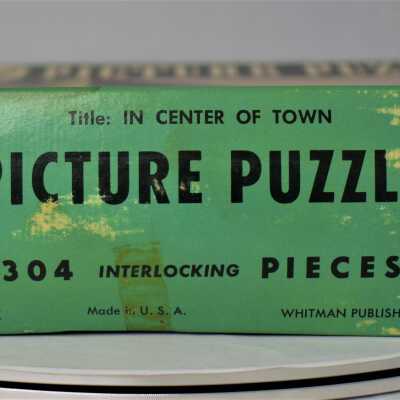 Title: IN CENTER OF TOWN
PICTURE PUZZL
304 INTERLOCKING PIECES
Made in U. S. A.
WHITMAN PUBLISH